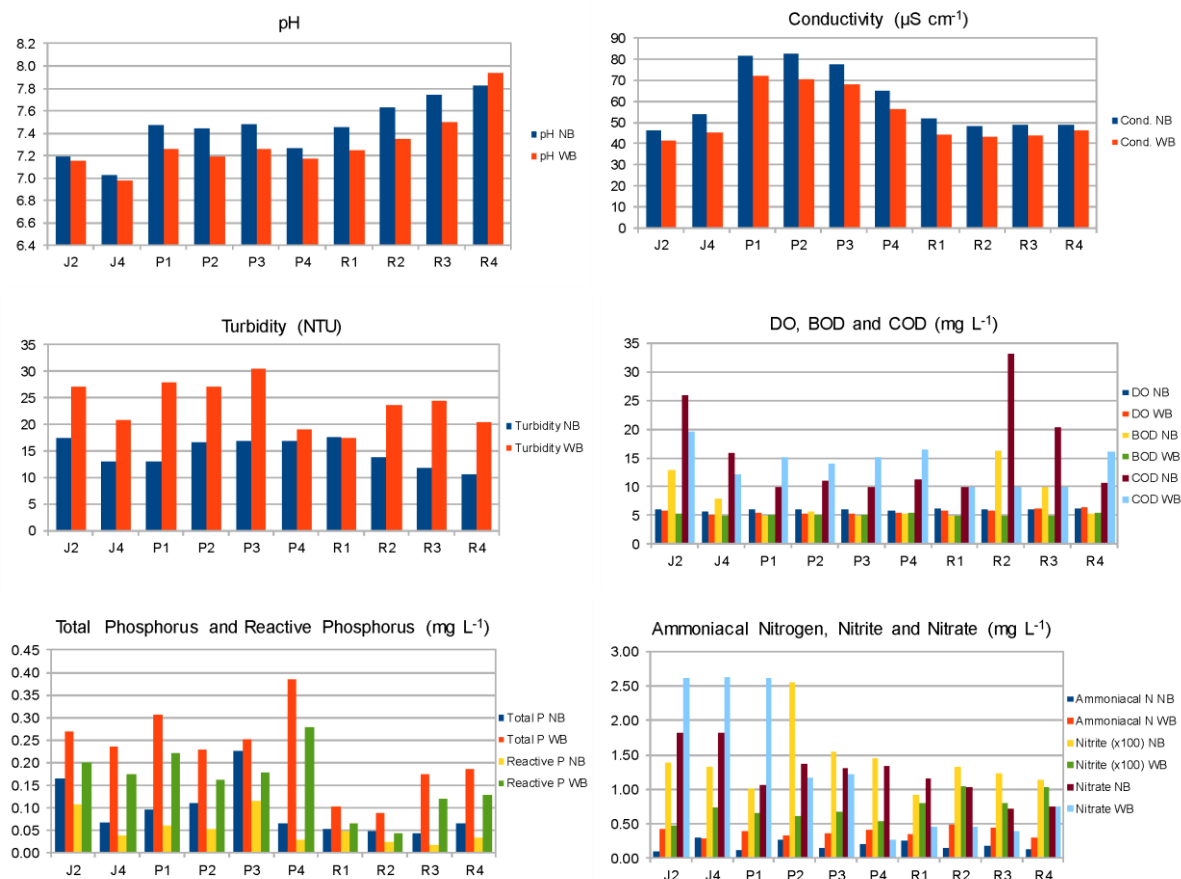 pH
8.2
8.0
7.8
7.6
7.4
7.2
7.0
6.8
6.6
6.4
J2 J4 P1 P2 P3 P4 R1 R2 R3 R4
pH NB
pH WB
Conductivity (µS cm-1)
90
80
70
60
50
40
30
20
10
0
J2 J4 P1 P2 P3 P4 R1 R2 R3 R4
Cond. NB
Cond. WB
Turbidity (NTU)
35
30
25
20
15
10
5
0
J2 J4 P1 P2 P3 P4 R1 R2 R3 R4
Turbidity NB
Turbidity WB
DO, BOD and COD (mg L-1)
35
30
25
20
15
10
5
0
J2 J4 P1 P2 P3 P4 R1 R2 R3 R4
DO NB
DO WB
BOD NB
BOD WB
COD NB
COD WB
Total Phosphorus and Reactive Phosphorus (mg L-1)
0.45
0.40
0.35
0.30
0.25
0.20
0.15
0.10
0.05
0.00
J2 J4 P1 P2 P3 P4 R1 R2 R3 R4
Total P NB
Total P WB
Reactive P NB
Reactive P WB
Ammoniacal Nitrogen, Nitrite and Nitrate (mg L-1)
3.00
2.50
2.00
1.50
1.00
0.50
0.00
J2 J4 P1 P2 P3 P4 R1 R2 R3 R4
Ammoniacal N NB
Ammoniacal N WB
Nitrite (x100) NB
Nitrite (x100) WB
Nitrate NB
Nitrate WB